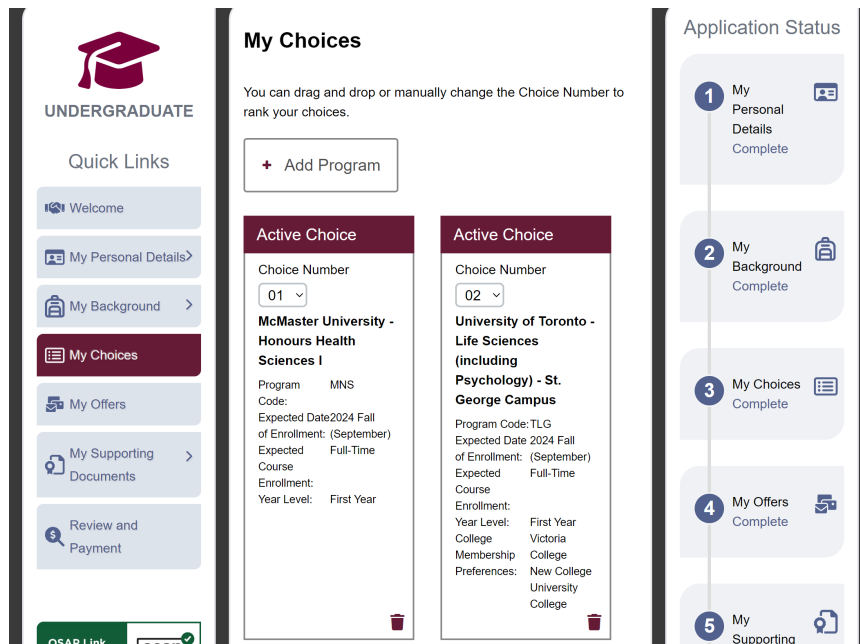 UNDERGRADUATE
Quick Links
Welcome
My Personal Details
My Background
My Choices
My Offers
My Supporting
Documents
Review and
Payment
OSAP Link
My Choices
You can drag and drop or manually change the Choice Number to
rank your choices.
+ Add Program
Active Choice
Choice Number
01
McMaster University -
Honours Health
Sciences I
Program MNS
Code:
Expected Date 2024 Fall
of Enrollment: (September)
Expected Full-Time
Course
Enrollment:
Year Level: First Year
Active Choice
Choice Number
02
University of Toronto -
Life Sciences
(including
Psychology) - St.
George Campus
Program Code: TLG
Expected Date 2024 Fall
of Enrollment: (September)
Expected Full-Time
Course
Enrollment:
Year Level: First Year
College Victoria
Membership College
Preferences: New College
University
College
Application Status
1
My
Personal
Details
Complete
2
My
Background
Complete
3
My Choices
Complete
4
My Offers
Complete
5
My
Supporting